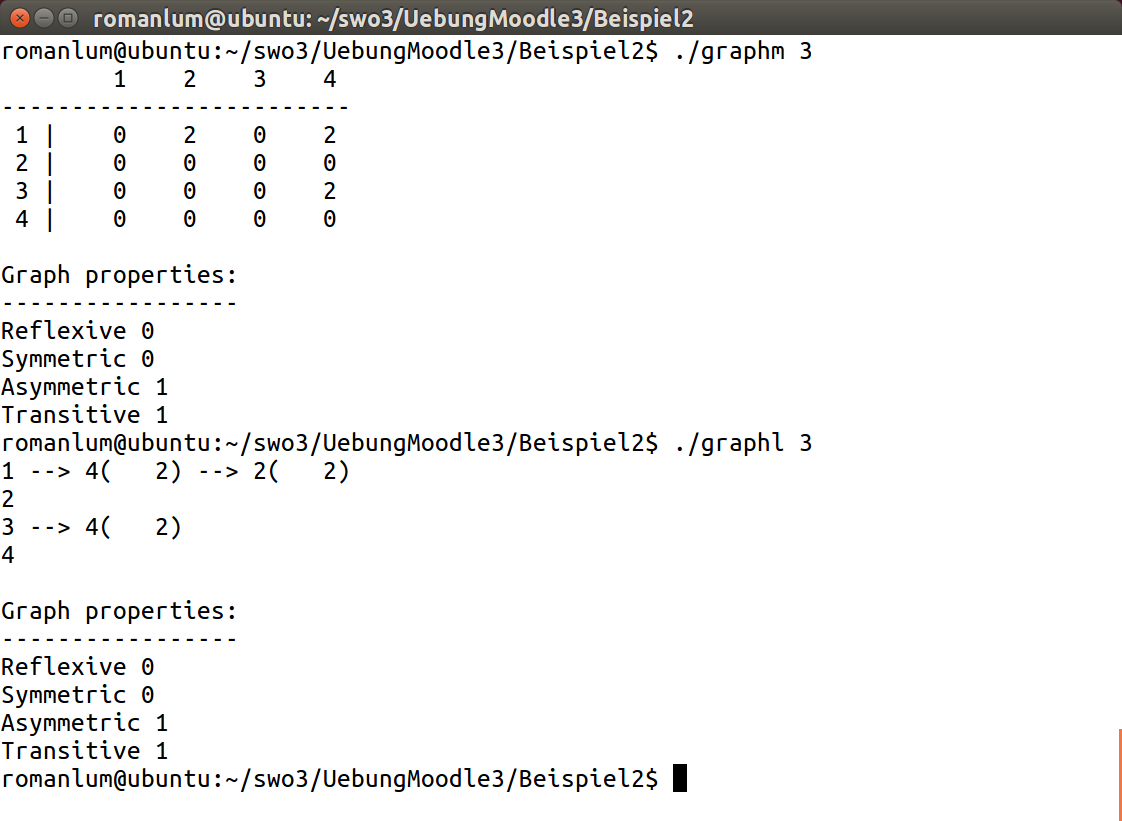 romanlum@ubuntu: ~/swo3/UebungMoodle3/Beispiel2
romanlum@ubuntu:~/swo3/UebungMoodle3/Beispiel2$ ./graphm 3
        1    2    3    4
-------------------------
 1 |    0    2    0    2
 2 |    0    0    0    0
 3 |    0    0    0    2
 4 |    0    0    0    0

Graph properties:
-----------------
Reflexive 0
Symmetric 0
Asymmetric 1
Transitive 1
romanlum@ubuntu:~/swo3/UebungMoodle3/Beispiel2$ ./graphl 3
1 --> 4(   2) --> 2(   2)
2
3 --> 4(   2)
4

Graph properties:
-----------------
Reflexive 0
Symmetric 0
Asymmetric 1
Transitive 1
romanlum@ubuntu:~/swo3/UebungMoodle3/Beispiel2$